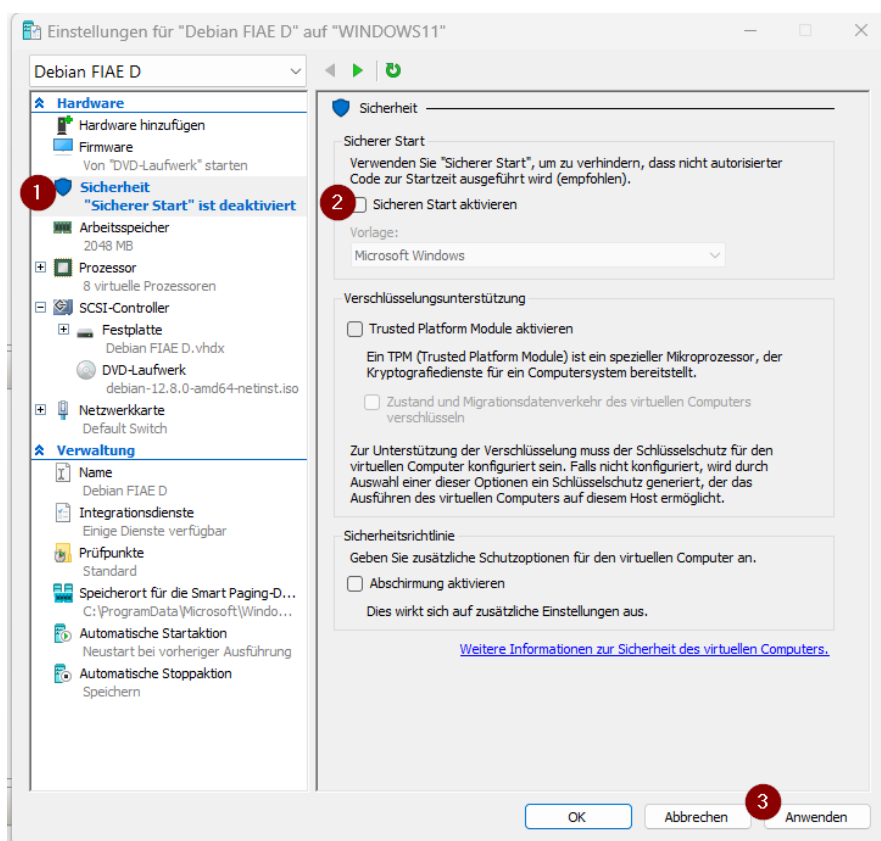 Einstellungen für "Debian FIAE D" auf "WINDOWS11"
Debian FIAE D
Hardware
Hardware hinzufügen
Firmware
Von "DVD-Laufwerk" starten
1
Sicherheit
"Sicherer Start" ist deaktiviert
Arbeitsspeicher
2048 MB
Prozessor
8 virtuelle Prozessoren
SCSI-Controller
Festplatte
Debian FIAE D.vhdx
DVD-Laufwerk
debian-12.8.0-amd64-netinst.iso
Netzwerkkarte
Default Switch
Verwaltung
Name
Debian FIAE D
Integrationsdienste
Einige Dienste verfügbar
Prüfpunkte
Standard
Speicherort für die Smart Paging-D...
C:\ProgramData\Microsoft\Windo...
Automatische Startaktion
Neustart bei vorheriger Ausführung
Automatische Stoppaktion
Speichern
Sicherheit
Sicherer Start
Verwenden Sie "Sicherer Start", um zu verhindern, dass nicht autorisierter
Code zur Startzeit ausgeführt wird (empfohlen).
2
Sicheren Start aktivieren
Vorlage:
Microsoft Windows
Verschlüsselungsunterstützung
Trusted Platform Module aktivieren
Ein TPM (Trusted Platform Module) ist ein spezieller Mikroprozessor, der
Kryptografiedienste für ein Computersystem bereitstellt.
Zustand und Migrationsdatenverkehr des virtuellen Computers
verschlüsseln
Zur Unterstützung der Verschlüsselung muss der Schlüsselschutz für den
virtuellen Computer konfiguriert sein. Falls nicht konfiguriert, wird durch
Auswahl einer dieser Optionen ein Schlüsselschutz generiert, der das
Ausführen des virtuellen Computers auf diesem Host ermöglicht.
Sicherheitsrichtlinie
Geben Sie zusätzliche Schutzoptionen für den virtuellen Computer an.
Abschirmung aktivieren
Dies wirkt sich auf zusätzliche Einstellungen aus.
Weitere Informationen zur Sicherheit des virtuellen Computers.
3
OK
Abbrechen
Anwenden